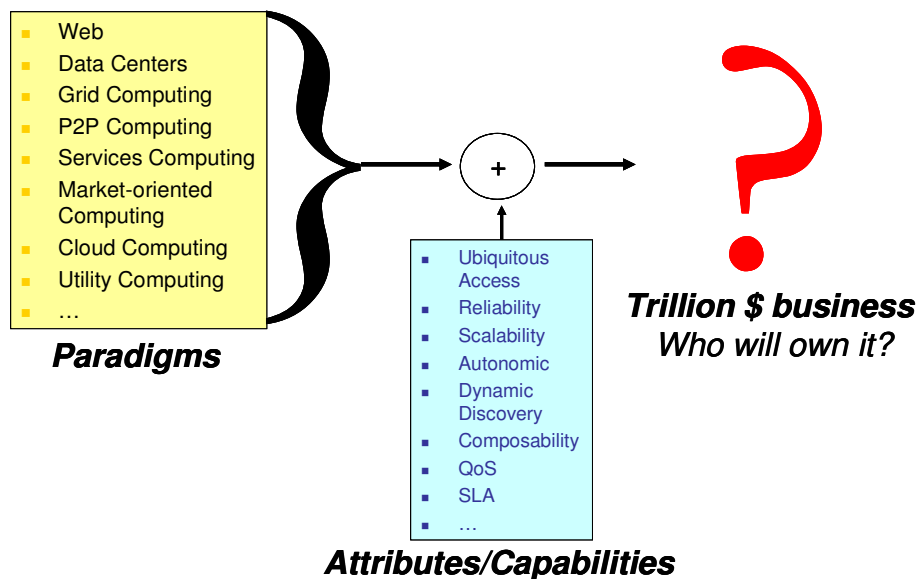 Web
Data Centers
Grid Computing
P2P Computing
Services Computing
Market-oriented
Computing
Cloud Computing
Utility Computing
…
Paradigms
+
Ubiquitous
Access
Reliability
Scalability
Autonomic
Dynamic
Discovery
Composability
QoS
SLA
…
Attributes/Capabilities
?
Trillion $ business
Who will own it?